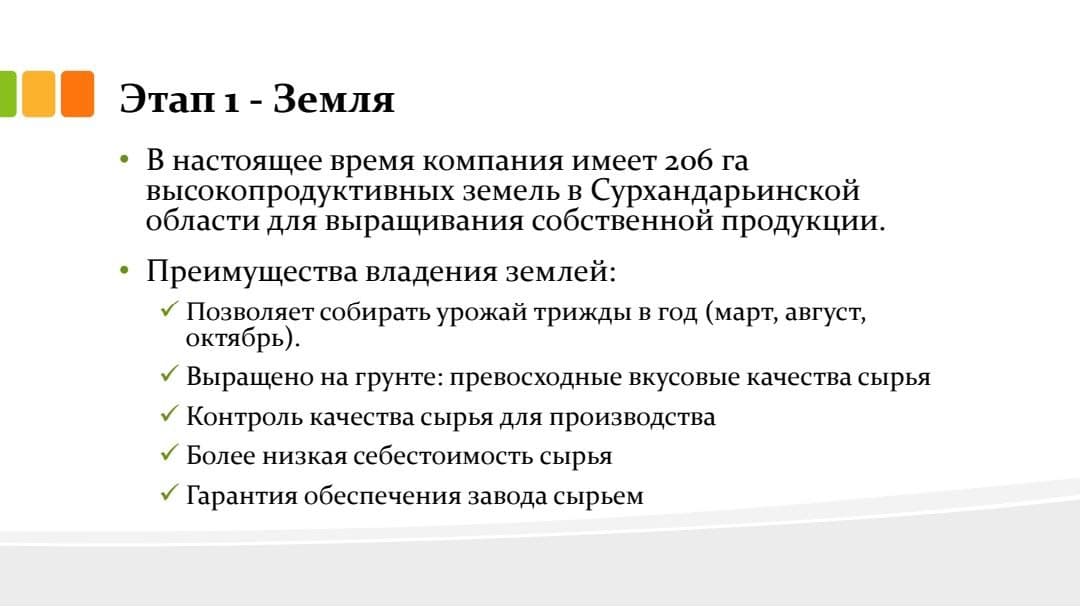 Этап 1 - Земля
• В настоящее время компания имеет 206 га
высокопродуктивных земель в Сурхандарьинской
области для выращивания собственной продукции.
• Преимущества владения землей:
✓ Позволяет собирать урожай трижды в год (март, август,
октябрь).
✓ Выращено на грунте: превосходные вкусовые качества сырья
✓ Контроль качества сырья для производства
✓ Более низкая себестоимость сырья
✓ Гарантия обеспечения завода сырьем